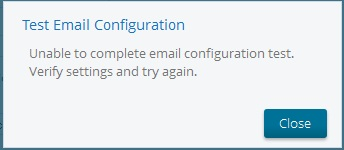 Test Email Configuration
Unable to complete email configuration test.
Verify settings and try again.
Close